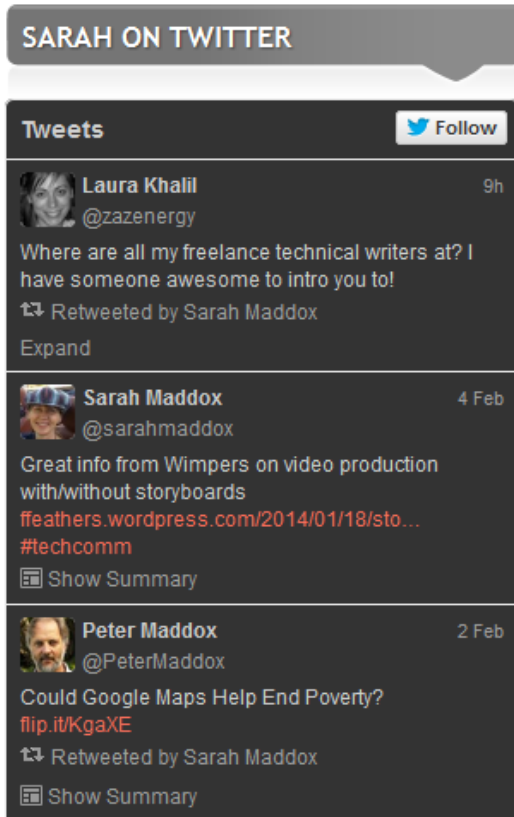 SARAH ON TWITTER
Tweets
Follow
Laura Khalil
9h
@zazenergy
Where are all my freelance technical writers at? I
have someone awesome to intro you to!
Retweeted by Sarah Maddox
Expand
Sarah Maddox
4 Feb
@sarahmaddox
Great info from Wimpers on video production
with/without storyboards
ffeathers.wordpress.com/2014/01/18/sto...
#techcomm
Show Summary
Peter Maddox
2 Feb
@PeterMaddox
Could Google Maps Help End Poverty?
flip.it/KgaXE
Retweeted by Sarah Maddox
Show Summary